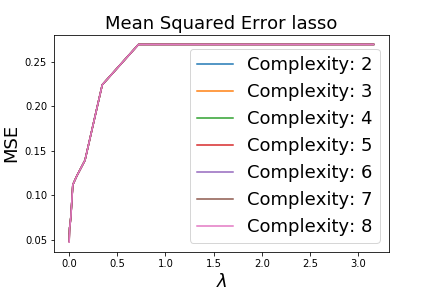 Mean Squared Error lasso
MSE
0.25
0.20
0.15
0.10
0.05
Complexity: 2
Complexity: 3
Complexity: 4
Complexity: 5
Complexity: 6
Complexity: 7
Complexity: 8
0.0 0.5 1.0 1.5 2.0 2.5 3.0
λ